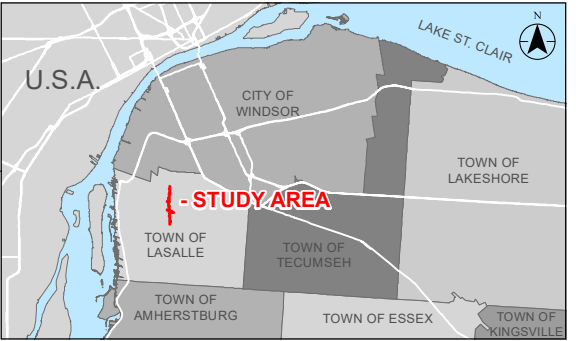 N
LAKE ST. CLAIR
U.S.A.
CITY OF
WINDSOR
TOWN OF
LAKESHORE
- STUDY AREA
TOWN OF
LASALLE
TOWN OF
TECUMSEH
TOWN OF
AMHERSTBURG
TOWN OF ESSEX
TOWN OF
KINGSVILLE